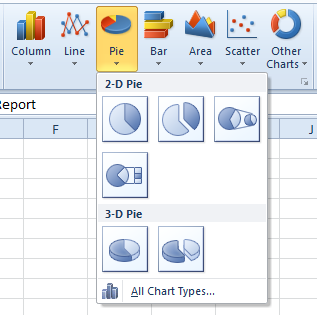 Column Line Pie Bar Area Scatter Other Charts
Report
2-D Pie
F J
3-D Pie
All Chart Types...